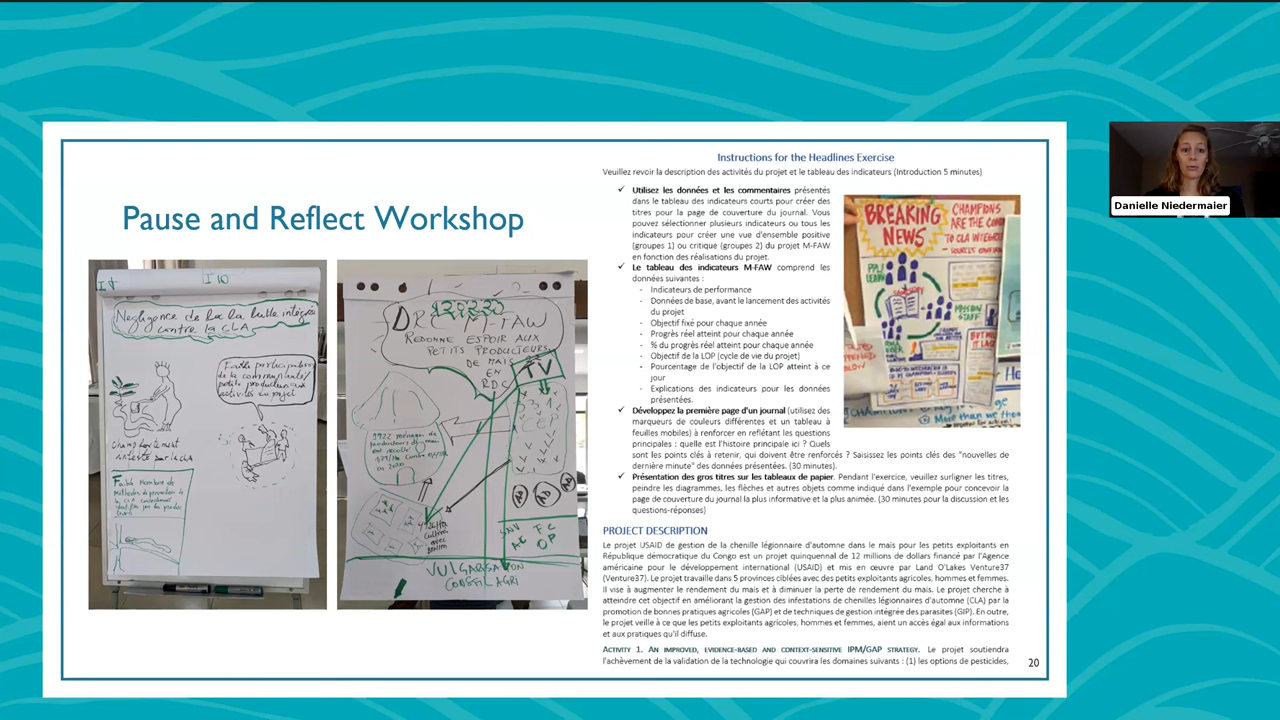 Pause and Reflect Workshop
Negligence de la
contre la CLA
Faible
de la communauté/
petits producteurs aux
activités du projet
Faible Nombre de
DRC M-FAW
REDONNE ESPOIR AUX
PETITS PRODUCTEURS
DE MAIS
EN
RDC
TV
VULGARISATION
CONSEIL AGRI
Instructions for the Headlines Exercise
Veuillez revoir la description des activités du projet et le tableau des indicateurs (Introduction 5 minutes)
✓ Utilisez les données et les commentaires présentés
dans le tableau des indicateurs courts pour créer des
titres pour la page de couverture du journal. Vous
pouvez sélectionner plusieurs indicateurs ou tous les
indicateurs pour créer une vue d'ensemble positive
(groupes 1) ou critique (groupes 2) du projet M-FAW
en fonction des réalisations du projet.
✓ Le tableau des indicateurs M-FAW comprend les
données suivantes :
- Indicateurs de performance
- Données de base, avant le lancement des activités
du projet
- Objectif fixé pour chaque année
- Progrès réel atteint pour chaque année
- % du progrès réel atteint pour chaque année
- Objectif de la LOP (cycle de vie du projet)
- Pourcentage de l'objectif de la LOP atteint à ce
jour
- Explications des indicateurs pour les données
présentées.
✓ Développez la première page d'un journal (utilisez des
marqueurs de couleurs différentes et un tableau à
feuilles mobiles) à renforcer en reflétant les questions
principales : quelle est l'histoire principale ici ? Quels
sont les points clés à retenir, qui doivent être renforcés ? Saisissez les points clés des "nouvelles de
dernière minute" des données présentées. (30 minutes).
✓ Présentation des gros titres sur les tableaux de papier. Pendant l'exercice, veuillez surligner les titres,
peindre les diagrammes, les flèches et autres objets comme indiqué dans l'exemple pour concevoir la
page de couverture du journal la plus informative et la plus animée. (30 minutes pour la discussion et les
questions-réponses)
BREAKING
NEWS
CHAMPIONS
ARE THE
TO CLA
MISSION
STAFF
PROJECT DESCRIPTION
Le projet USAID de gestion de la chenille légionnaire d'automne dans le maïs pour les petits exploitants en
République démocratique du Congo est un projet quinquennal de 12 millions de dollars financé par l'Agence
américaine pour le développement international (USAID) et mis en œuvre par Land O'Lakes Venture37
(Venture37). Le projet travaille dans 5 provinces ciblées avec des petits exploitants agricoles, hommes et femmes.
Il vise à augmenter le rendement du maïs et à diminuer la perte de rendement du maïs. Le projet cherche à
atteindre cet objectif en améliorant la gestion des infestations de chenilles légionnaires d'automne (CLA) par la
promotion de bonnes pratiques agricoles (GAP) et de techniques de gestion intégrée des parasites (GIP). En outre,
le projet veille à ce que les petits exploitants agricoles, hommes et femmes, aient un accès égal aux informations
et aux pratiques qu'il diffuse.
ACTIVITY 1. AN IMPROVED, EVIDENCE-BASED AND CONTEXT-SENSITIVE IPM/GAP STRATEGY. Le projet soutiendra
l'achèvement de la validation de la technologie qui couvrira les domaines suivants : (1) les options de pesticides,
20
Danielle Niedermaier